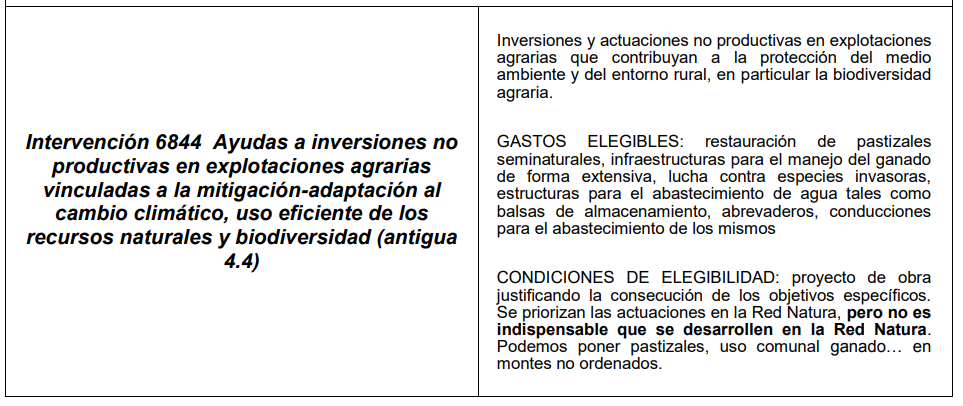 Intervención 6844 Ayudas a inversiones no
productivas en explotaciones agrarias
vinculadas a la mitigación-adaptación al
cambio climático, uso eficiente de los
recursos naturales y biodiversidad (antigua
4.4)
Inversiones y actuaciones no productivas en explotaciones
agrarias que contribuyan a la protección del medio
ambiente y del entorno rural, en particular la biodiversidad
agraria.
GASTOS ELEGIBLES: restauración de pastizales
seminaturales, infraestructuras para el manejo del ganado
de forma extensiva, lucha contra especies invasoras,
estructuras para el abastecimiento de agua tales como
balsas de almacenamiento, abrevaderos, conducciones
para el abastecimiento de los mismos
CONDICIONES DE ELEGIBILIDAD: proyecto de obra
justificando la consecución de los objetivos específicos.
Se priorizan las actuaciones en la Red Natura, pero no es
indispensable que se desarrollen en la Red Natura.
Podemos poner pastizales, uso comunal ganado… en
montes no ordenados.